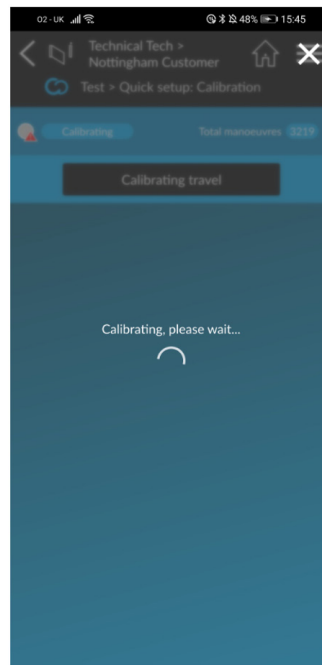 O2 - UK 48% 15:45
Technical Tech >
Nottingham Customer
Test > Quick setup: Calibration
Calibrating Total manoeuvres 3219
Calibrating travel
Calibrating, please wait...